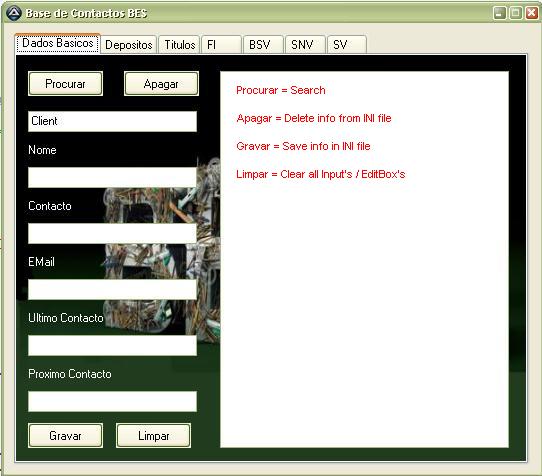 Base de Contactos BES
Dados Basicos Depositos Titulos FI BSV SNV SV
Procurar Apagar
Client
Nome
Contacto
EMail
Ultimo Contacto
Proximo Contacto
Gravar Limpar
Procurar = Search
Apagar = Delete info from INI file
Gravar = Save info in INI file
Limpar = Clear all Input's / EditBox's